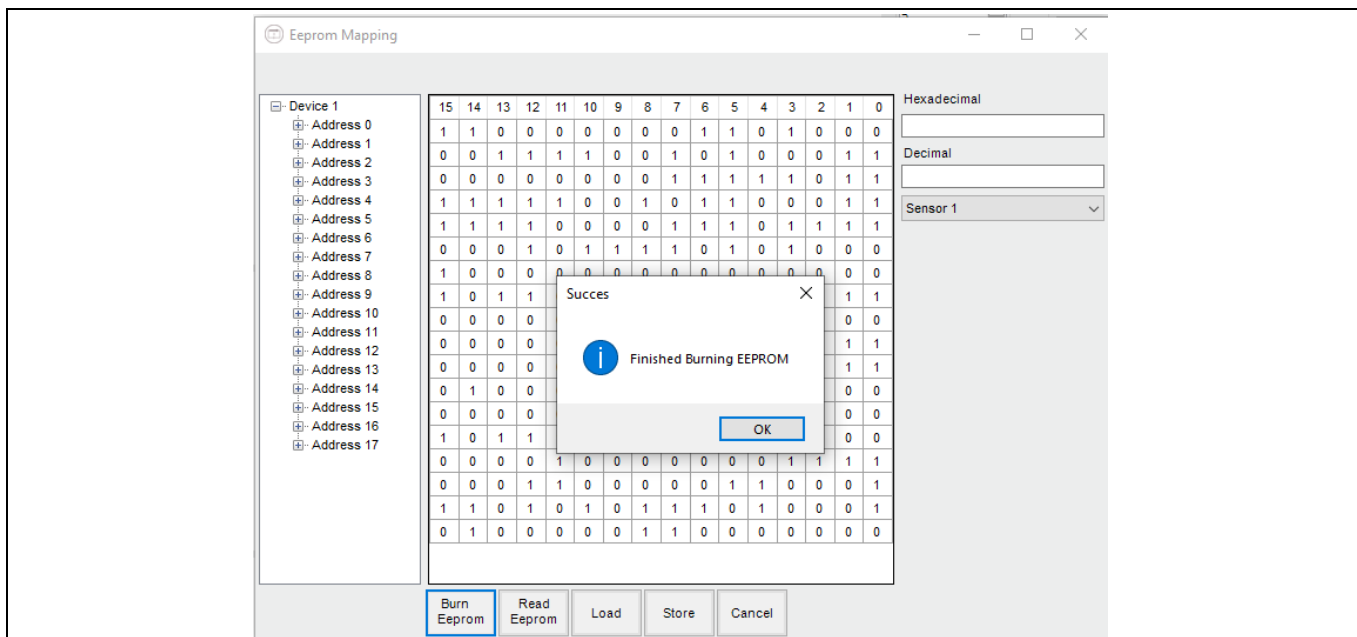 Eeprom Mapping
Device 1
Address 0
Address 1
Address 2
Address 3
Address 4
Address 5
Address 6
Address 7
Address 8
Address 9
Address 10
Address 11
Address 12
Address 13
Address 14
Address 15
Address 16
Address 17
15 14 13 12 11 10 9 8 7 6 5 4 3 2 1 0
1 1 0 0 0 0 0 0 0 1 1 0 1 0 0 0
0 0 1 1 1 1 0 0 1 0 1 0 0 0 1 1
0 0 0 0 0 0 0 0 1 1 1 1 1 0 1 1
1 1 1 1 1 0 0 1 0 1 1 0 0 0 1 1
1 1 1 1 0 0 0 0 1 1 1 0 1 1 1 1
0 0 0 1 0 1 1 1 1 0 1 0 1 0 0 0
1 0 0 0 0 0 0 0 0 0 0 0 0 0 0 0
1 0 1 1 1 1
0 0 0 0 0 0
0 0 0 0 1 1
0 0 0 0 1 1
0 1 0 0 0 0
0 0 0 0 0 0
1 0 1 1 0 0
0 0 0 0 1 0 0 0 0 0 0 0 1 1 1 1
0 0 0 1 1 0 0 0 0 0 1 1 0 0 0 1
1 1 0 1 0 1 0 1 1 1 0 1 0 0 0 1
0 1 0 0 0 0 0 1 1 0 0 0 0 0 0 0
Succes
Finished Burning EEPROM
OK
Hexadecimal
Decimal
Sensor 1
Burn Eeprom
Read Eeprom
Load
Store
Cancel